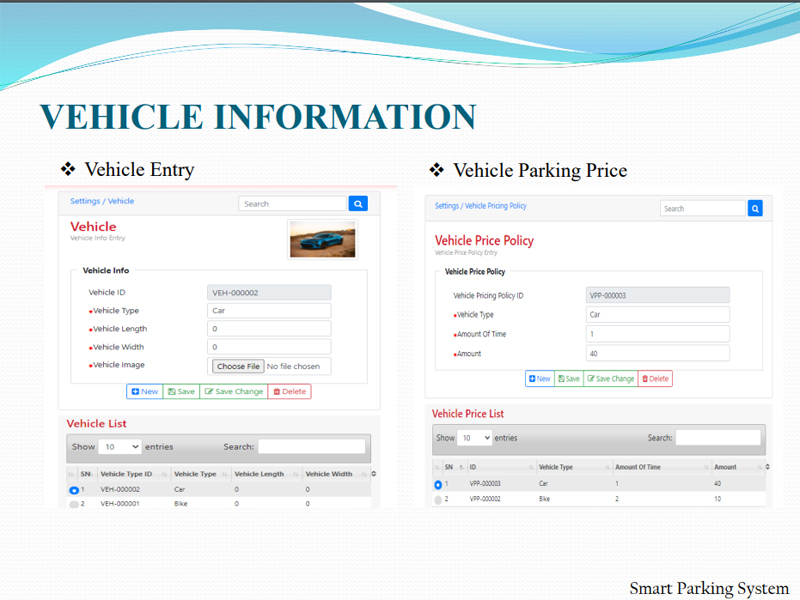 VEHICLE INFORMATION
❖ Vehicle Entry
Settings / Vehicle
Search
Vehicle
Vehicle Info Entry
Vehicle Info
Vehicle ID VEH-000002
Vehicle Type Car
Vehicle Length 0
Vehicle Width 0
Vehicle Image Choose File No file chosen
New Save Save Change Delete
Vehicle List
Show 10 entries Search:
SN Vehicle Type ID Vehicle Type Vehicle Length Vehicle Width
1 VEH-000002 Car 0 0
2 VEH-000001 Bike 0 0
❖ Vehicle Parking Price
Settings / Vehicle Pricing Policy
Search
Vehicle Price Policy
Vehicle Price Policy Entry
Vehicle Price Policy
Vehicle Pricing Policy ID VPP-000003
Vehicle Type Car
Amount Of Time 1
Amount 40
New Save Save Change Delete
Vehicle Price List
Show 10 entries Search:
SN ID Vehicle Type Amount Of Time Amount
1 VPP-000003 Car 1 40
2 VPP-000002 Bike 2 10
Smart Parking System